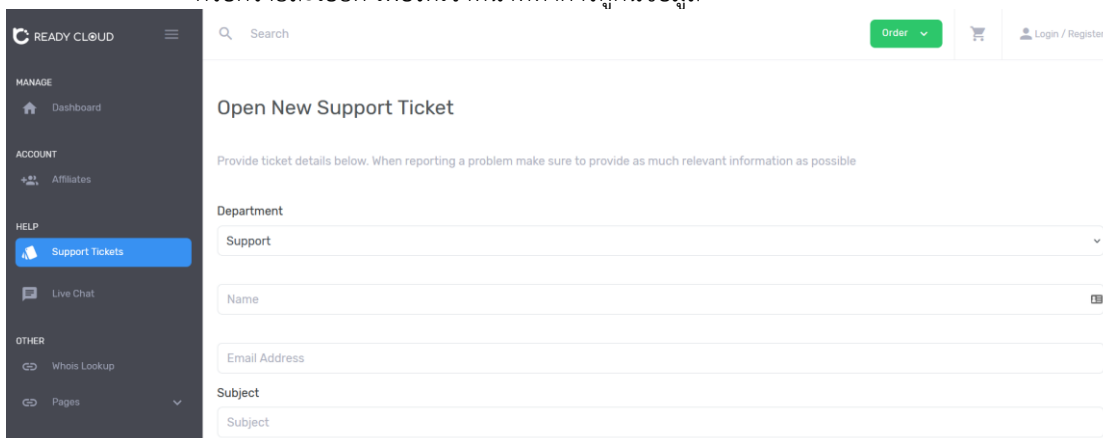 READY CLOUD
Search
Order
Login / Register
MANAGE
Dashboard
Open New Support Ticket
ACCOUNT
Provide ticket details below. When reporting a problem make sure to provide as much relevant information as possible
Affiliates
Department
HELP
Support
Support Tickets
Live Chat
Name
OTHER
Whois Lookup
Email Address
Pages
Subject
Subject